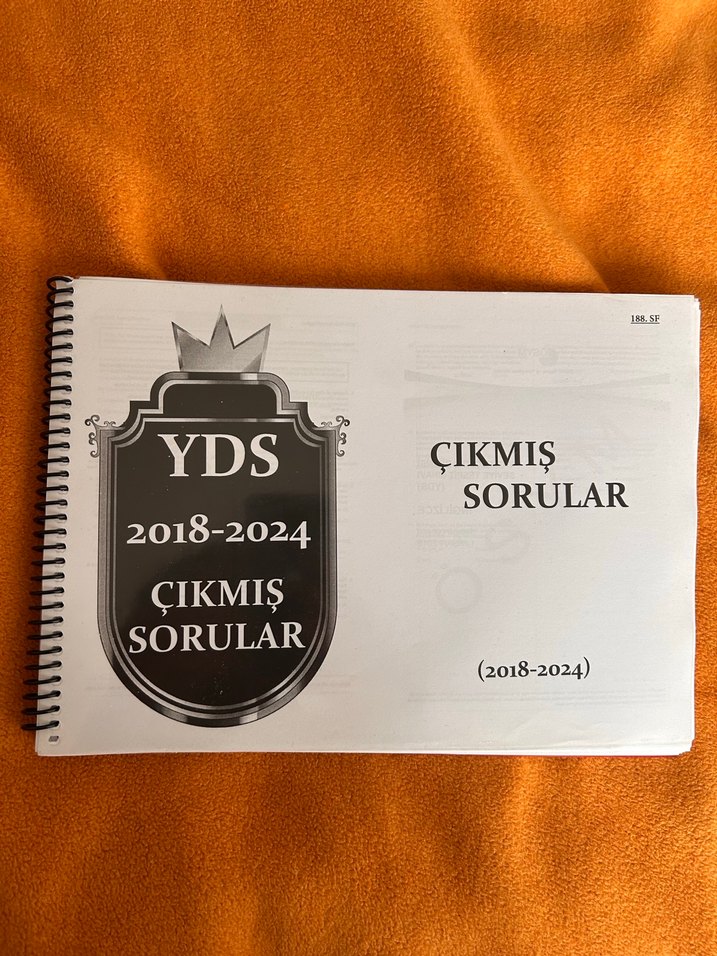 YDS
2018-2024
ÇIKMIŞ
SORULAR
188. SF
ÇIKMIŞ
SORULAR
(2018-2024)